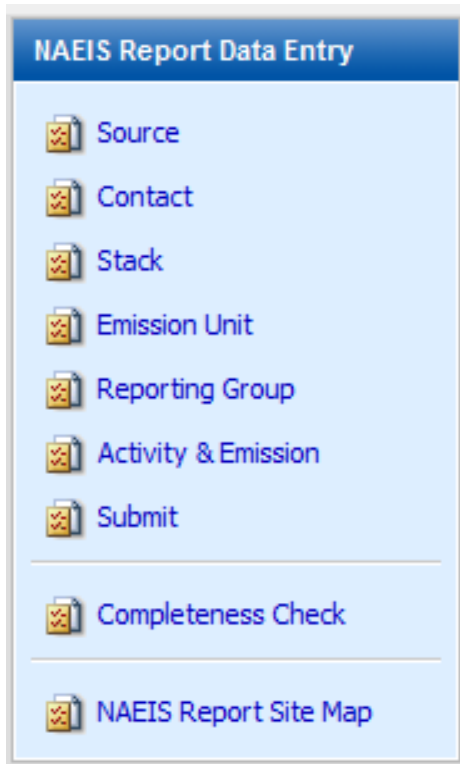 NAEIS Report Data Entry
Source
Contact
Stack
Emission Unit
Reporting Group
Activity & Emission
Submit
Completeness Check
NAEIS Report Site Map